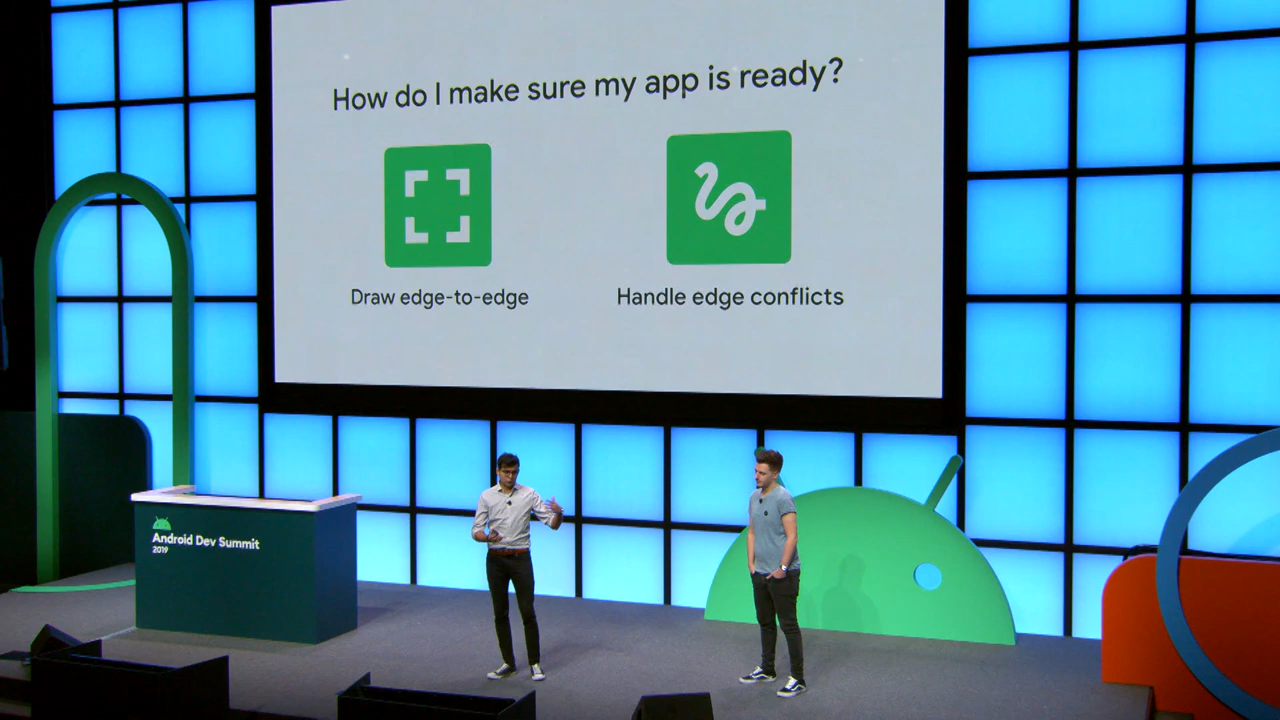 How do I make sure my app is ready?
Draw edge-to-edge
Handle edge conflicts
Android Dev Summit
2019